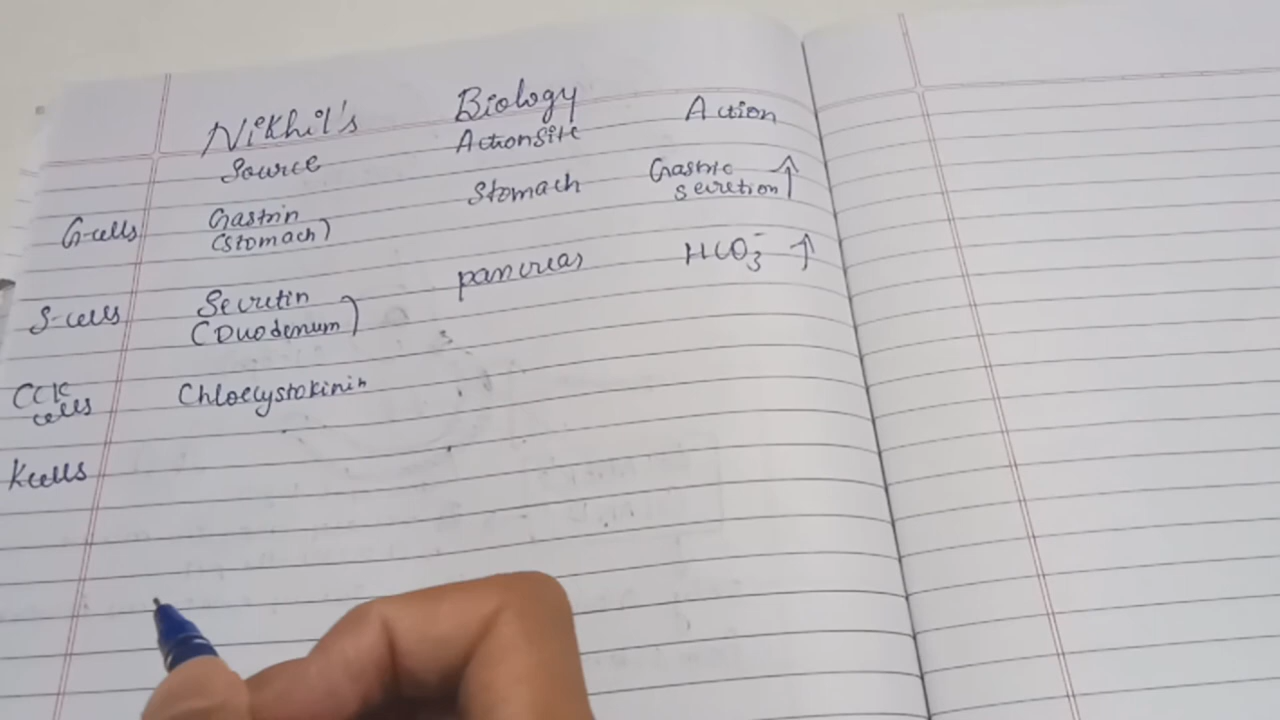 Nikhil's Biology Action
Source Actionsite
G-cells Gastrin (Stomach) Stomach Gastric secretion ↑
S-cells Secretin (Duodenum) pancreas HCO3- ↑
CCK cells Chloecystokinin
Kcells